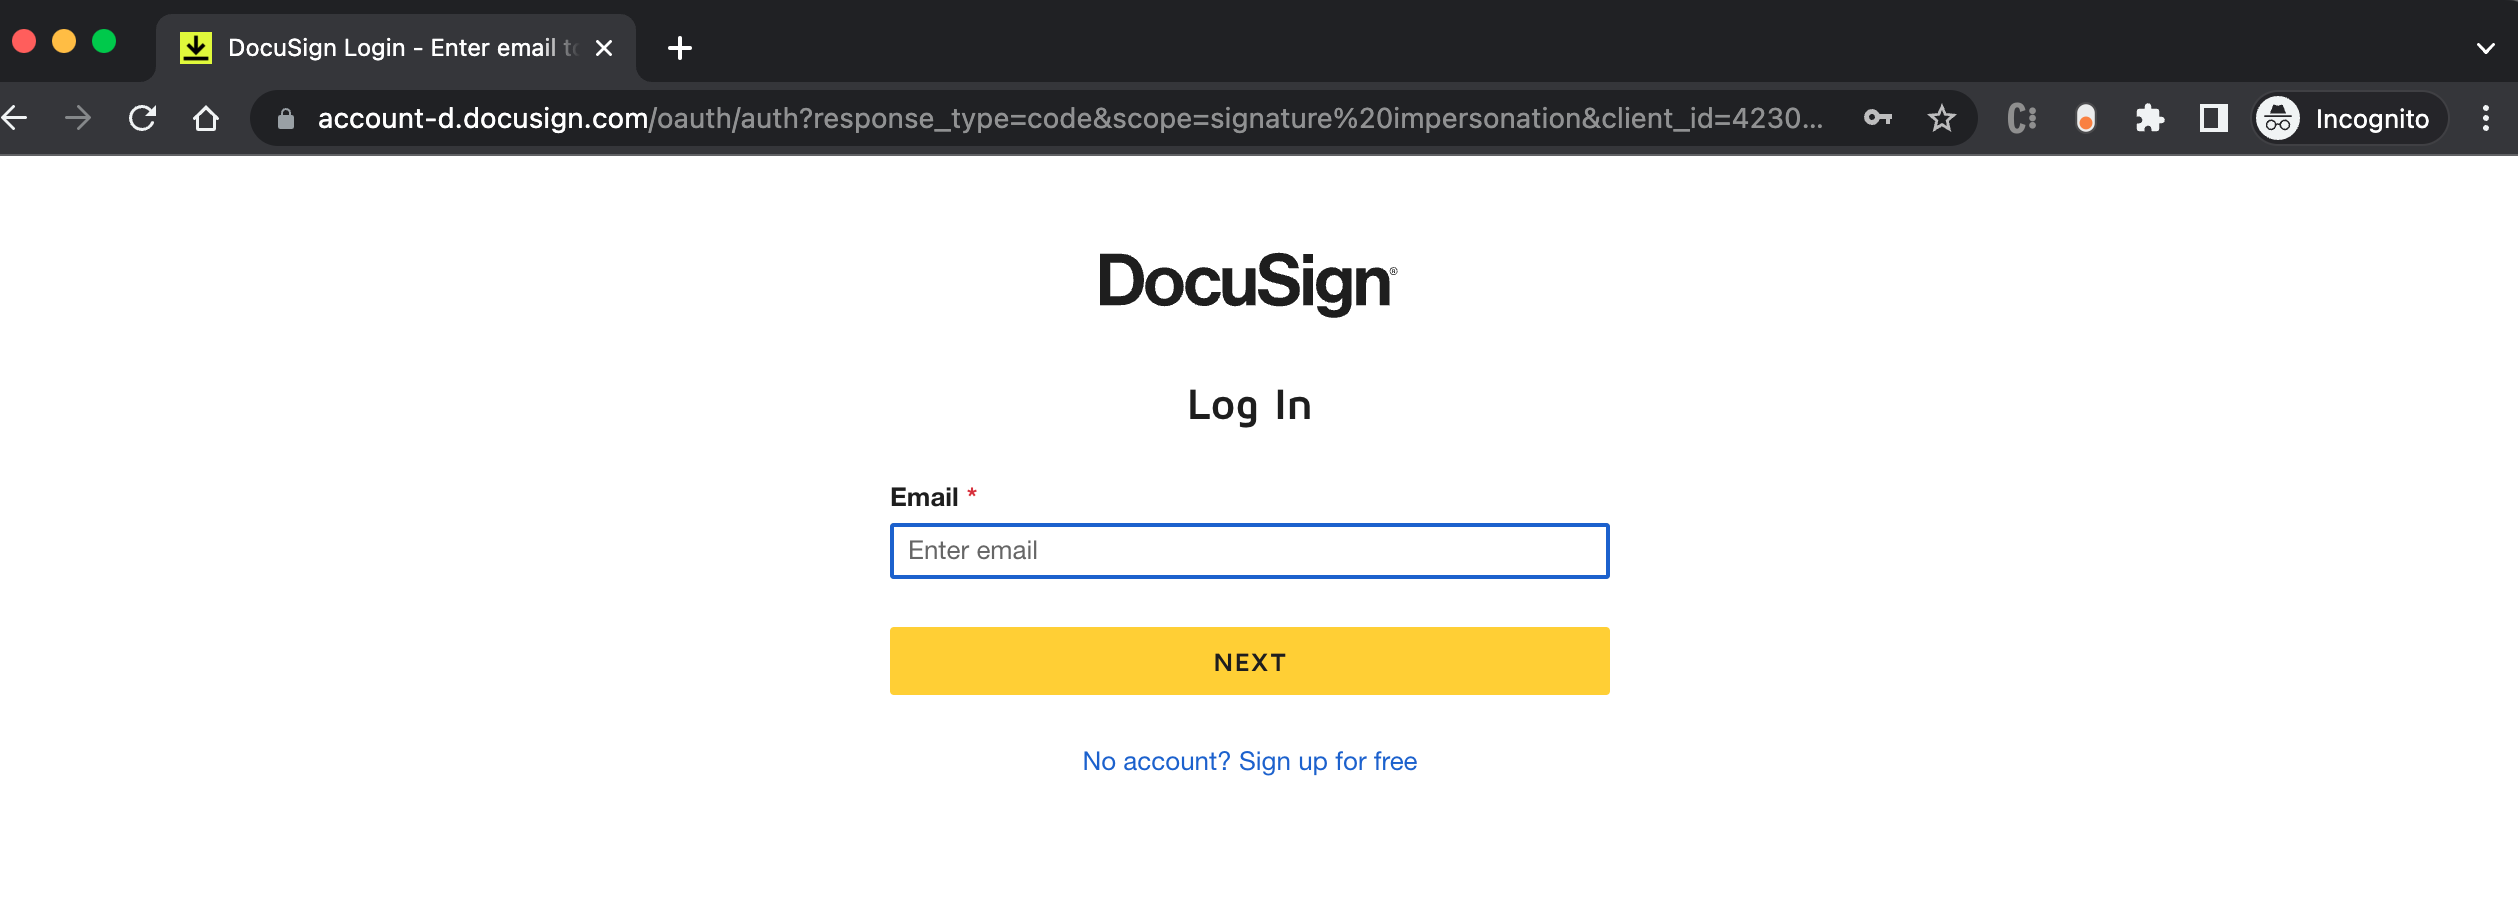 DocuSign Login - Enter email to
account-d.docusign.com/oauth/auth?response_type=code&scope=signature%20impersonation&client_id=4230...
Incognito
DocuSign®
Log In
Email *
Enter email
NEXT
No account? Sign up for free